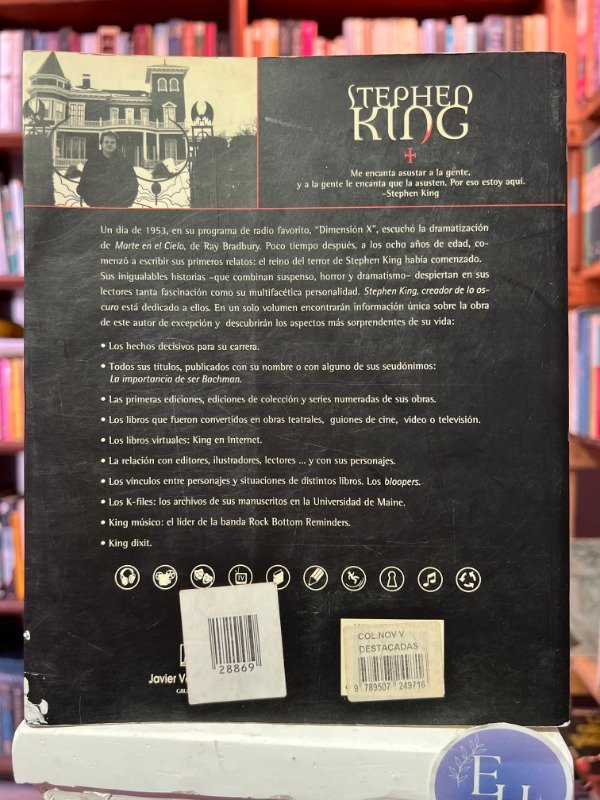 STEPHEN
KING
Me encanta asustar a la gente,
y a la gente le encanta que la asusten. Por eso estoy aqui.
–Stephen King
Un día de 1953, en su programa de radio favorito, "Dimensión X", escuchó la dramatización
de Marte en el Cielo, de Ray Bradbury. Poco tiempo después, a los ocho años de edad, co-
menzó a escribir sus primeros relatos: el reino del terror de Stephen King había comenzado.
Sus inigualables historias –que combinan suspenso, horror y dramatismo– despiertan en sus
lectores tanta fascinación como su multifacética personalidad. Stephen King, creador de lo os-
curo está dedicado a ellos. En un solo volumen encontrarán información única sobre la obra
de este autor de excepción y descubrirán los aspectos más sorprendentes de su vida:
• Los hechos decisivos para su carrera.
• Todos sus títulos, publicados con su nombre o con alguno de sus seudónimos:
La importancia de ser Bachman.
• Las primeras ediciones, ediciones de colección y series numeradas de sus obras.
• Los libros que fueron convertidos en obras teatrales, guiones de cine, video o televisión.
• Los libros virtuales: King en Internet.
• La relación con editores, ilustradores, lectores ... y con sus personajes.
• Los vínculos entre personajes y situaciones de distintos libros. Los bloopers.
• Los K-files: los archivos de sus manuscritos en la Universidad de Maine.
• King músico: el líder de la banda Rock Bottom Reminders.
• King dixit.
TV
28869
COL.NOV V
DESTACADAS
9 789507 249716
Javier